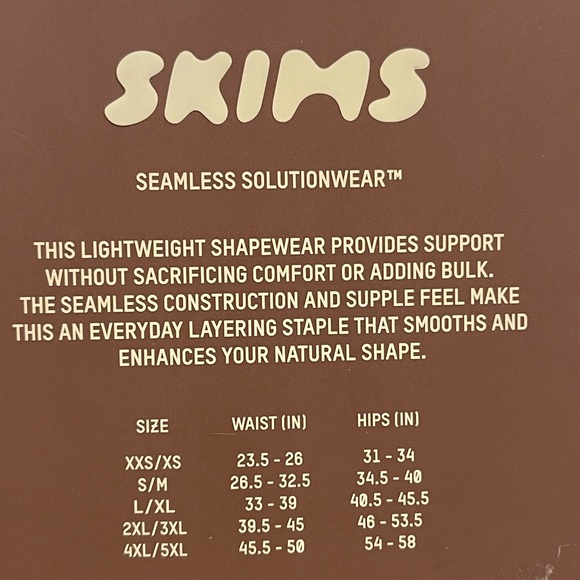 SKIMS
SEAMLESS SOLUTIONWEAR™
THIS LIGHTWEIGHT SHAPEWEAR PROVIDES SUPPORT
WITHOUT SACRIFICING COMFORT OR ADDING BULK.
THE SEAMLESS CONSTRUCTION AND SUPPLE FEEL MAKE
THIS AN EVERYDAY LAYERING STAPLE THAT SMOOTHS AND
ENHANCES YOUR NATURAL SHAPE.
SIZE WAIST (IN) HIPS (IN)
XXS/XS 23.5 - 26 31 - 34
S/M 26.5 - 32.5 34.5 - 40
L/XL 33 - 39 40.5 - 45.5
2XL/3XL 39.5 - 45 46 - 53.5
4XL/5XL 45.5 - 50 54 - 58